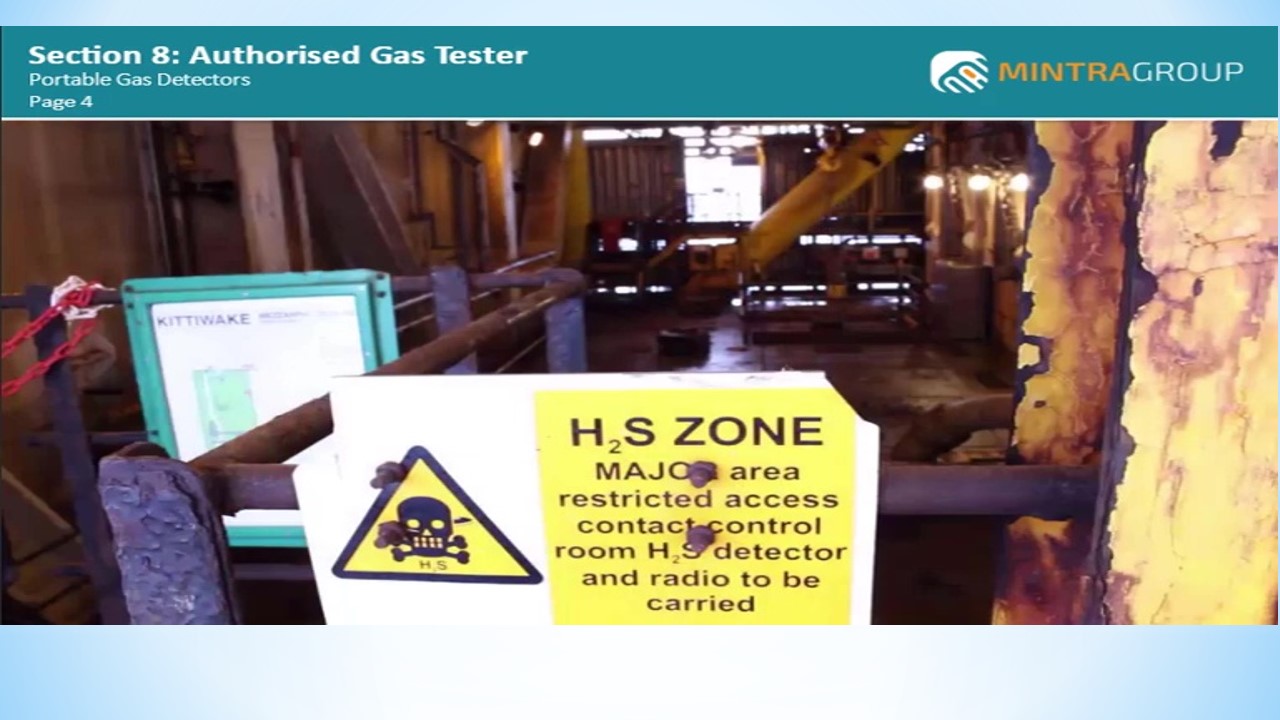 Section 8: Authorised Gas Tester
Portable Gas Detectors
Page 4
MINTRAGROUP
KITTIWAKE
H₂S ZONE
MAJOR area
restricted access
contact control
room H₂S detector
and radio to be
carried
H₂S